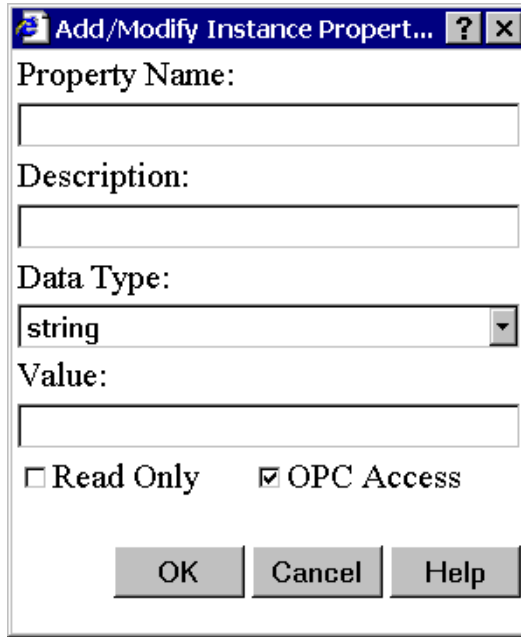 Add/Modify Instance Propert... ? ×
Property Name:
Description:
Data Type:
string
Value:
Read Only OPC Access
OK Cancel Help